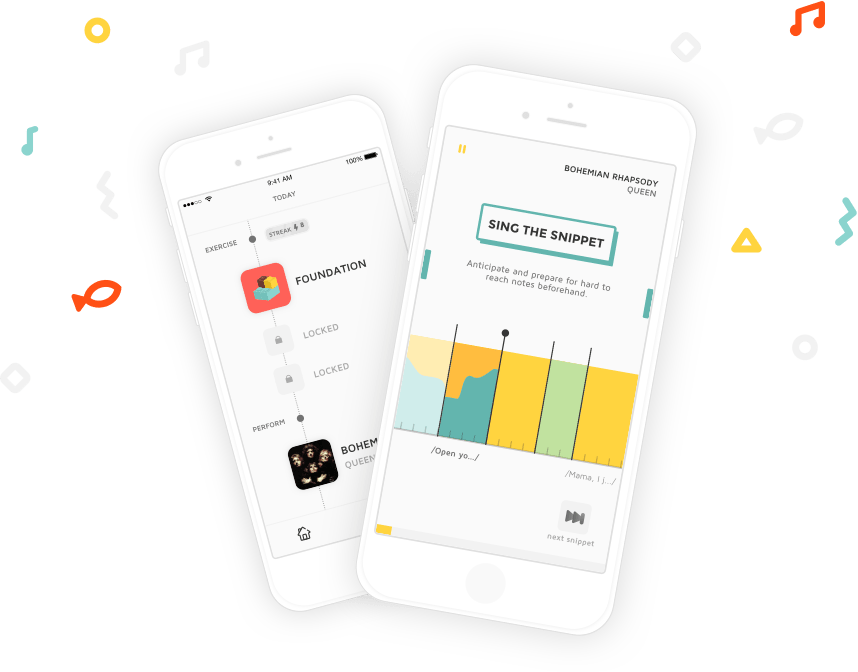 9:41 AM
100%
TODAY
EXERCISE
STREAK 8
FOUNDATION
LOCKED
LOCKED
PERFORM
BOHEM
QUEEN
BOHEMIAN RHAPSODY
QUEEN
SING THE SNIPPET
Anticipate and prepare for hard to
reach notes beforehand.
/Open yo.../
/Mama, I j.../
next snippet